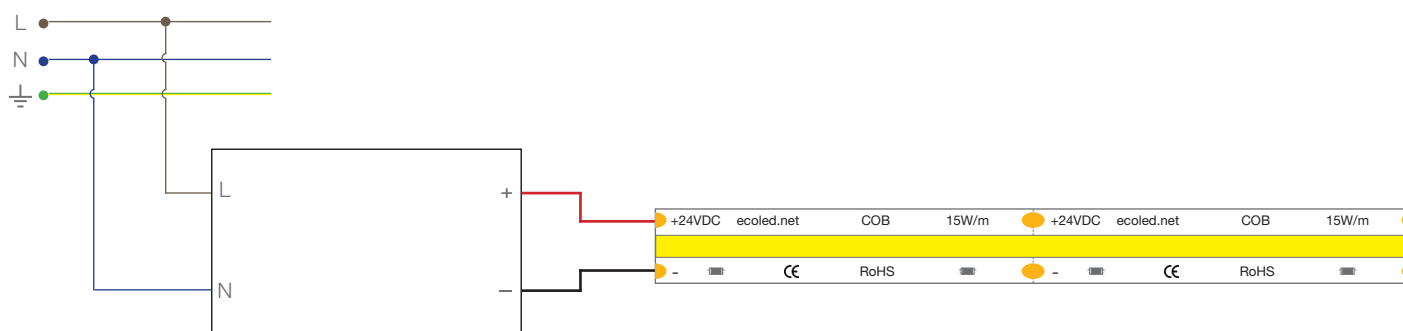 L
N
L +
+24VDC ecoled.net COB 15W/m +24VDC ecoled.net COB 15W/m
- CE RoHS - CE RoHS
N –